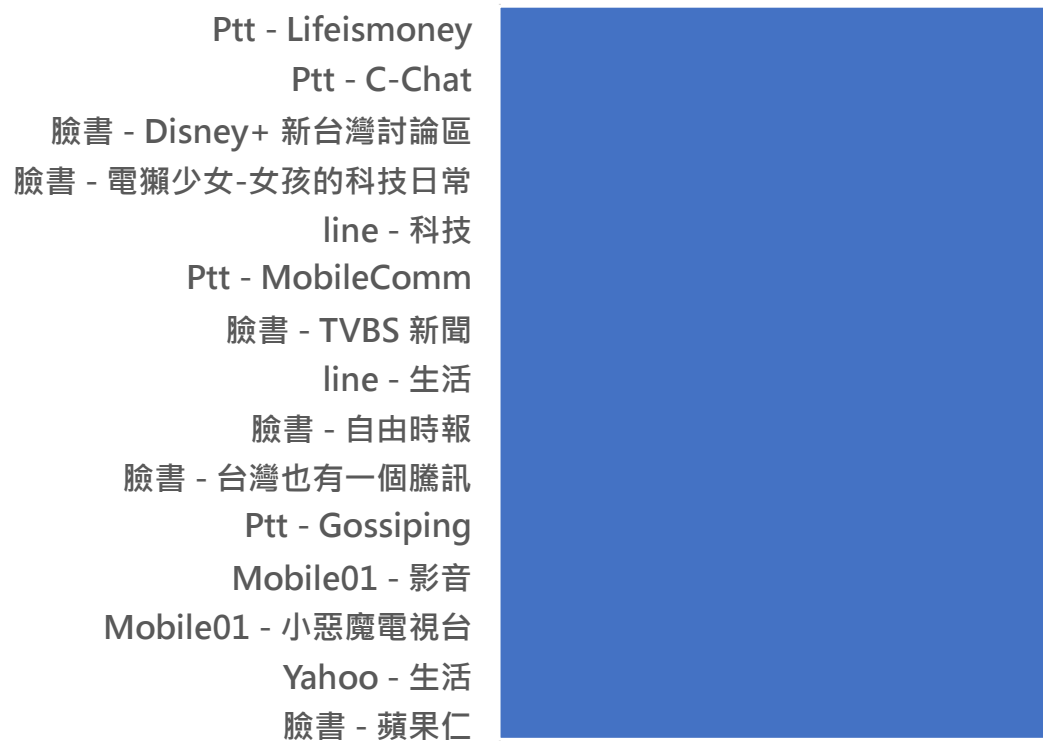 Ptt - Lifeismoney
Ptt - C-Chat
臉書 - Disney+ 新台灣討論區
臉書 - 電獺少女-女孩的科技日常
line - 科技
Ptt - MobileComm
臉書 - TVBS 新聞
line - 生活
臉書 - 自由時報
臉書 - 台灣也有一個騰訊
Ptt - Gossiping
Mobile01 - 影音
Mobile01 - 小惡魔電視台
Yahoo - 生活
臉書 - 蘋果仁